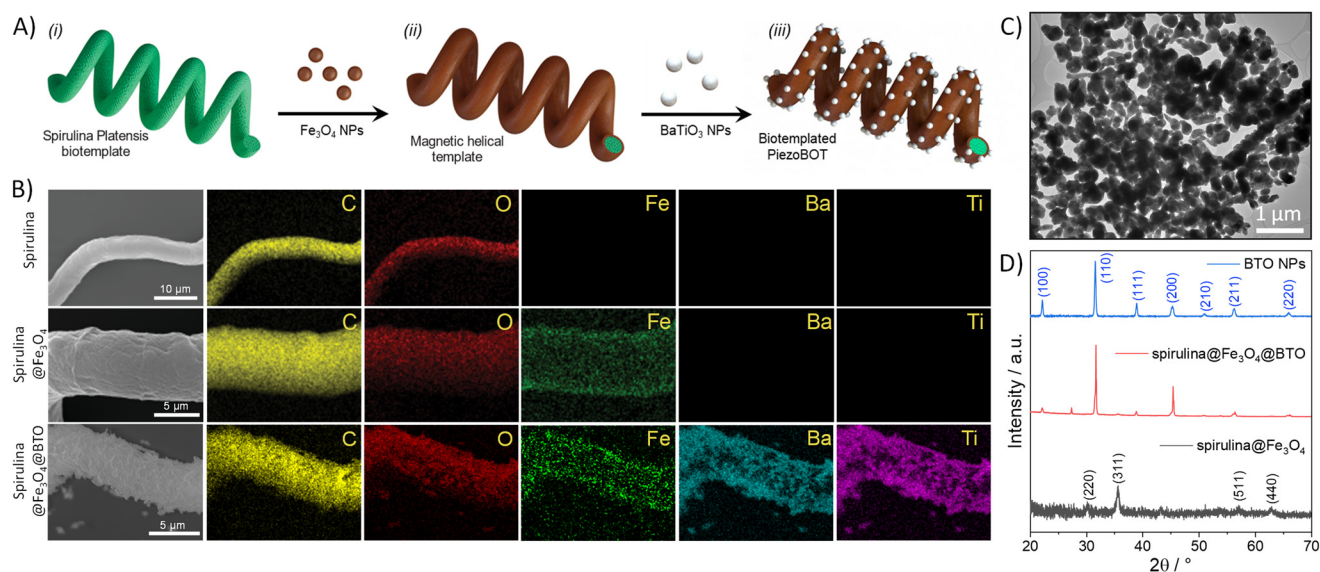 A)
(i)
(ii)
(iii)
Fe₃O₄ NPs
BaTiO₃ NPs
Spirulina Platensis
biotemplate
Magnetic helical
template
Biotemplated
PiezoBOT
B)
Spirulina
10 µm
C
O
Fe
Ba
Ti
Spirulina
@Fe₃O₄
5 µm
C
O
Fe
Ba
Ti
Spirulina
@Fe₃O₄@BTO
5 µm
C
O
Fe
Ba
Ti
C)
1 µm
D)
BTO NPs
(100)
(110)
(111)
(200)
(210)
(211)
(220)
spirulina@Fe₃O₄@BTO
spirulina@Fe₃O₄
(220)
(311)
(511)
(440)
Intensity / a.u.
20 30 40 50 60 70
2θ / °